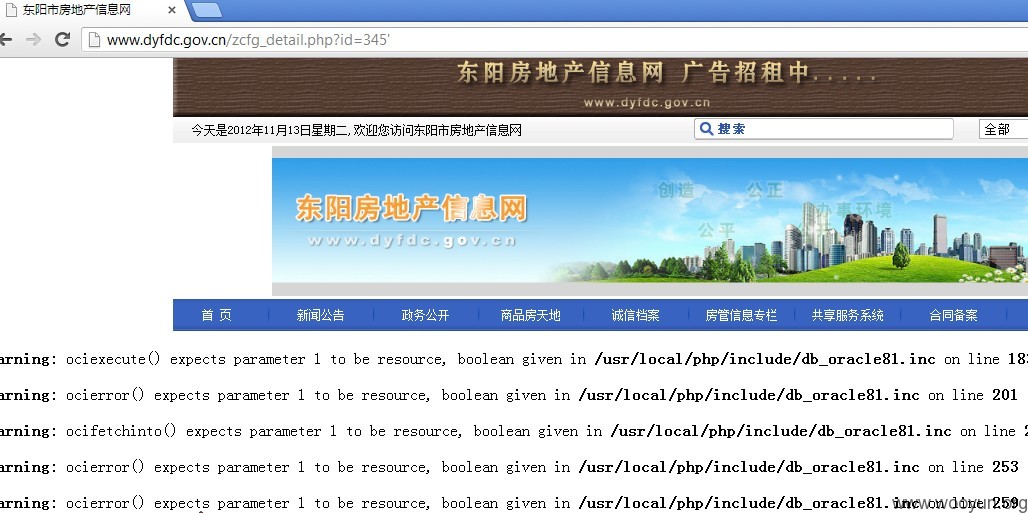 东阳市房地产信息网
www.dyfdc.gov.cn/zcfg_detail.php?id=345'
东阳房地产信息网 广告招租中.....
www.dyfdc.gov.cn
今天是2012年11月13日星期二,欢迎您访问东阳市房地产信息网
搜索
全部
东阳房地产信息网
www.dyfdc.gov.cn
创造 公正
办事环境
公平
首 页 新闻公告 政务公开 商品房天地 诚信档案 房管信息专栏 共享服务系统 合同备案
arning: ociexecute() expects parameter 1 to be resource, boolean given in /usr/local/php/include/db_oracle81.inc on line 183
arning: ocierror() expects parameter 1 to be resource, boolean given in /usr/local/php/include/db_oracle81.inc on line 201
arning: ocifetchinto() expects parameter 1 to be resource, boolean given in /usr/local/php/include/db_oracle81.inc on line 2
arning: ocierror() expects parameter 1 to be resource, boolean given in /usr/local/php/include/db_oracle81.inc on line 253
arning: ocierror() expects parameter 1 to be resource, boolean given in /usr/local/php/include/db_oracle81.inc on line 259
www.wooyun.org